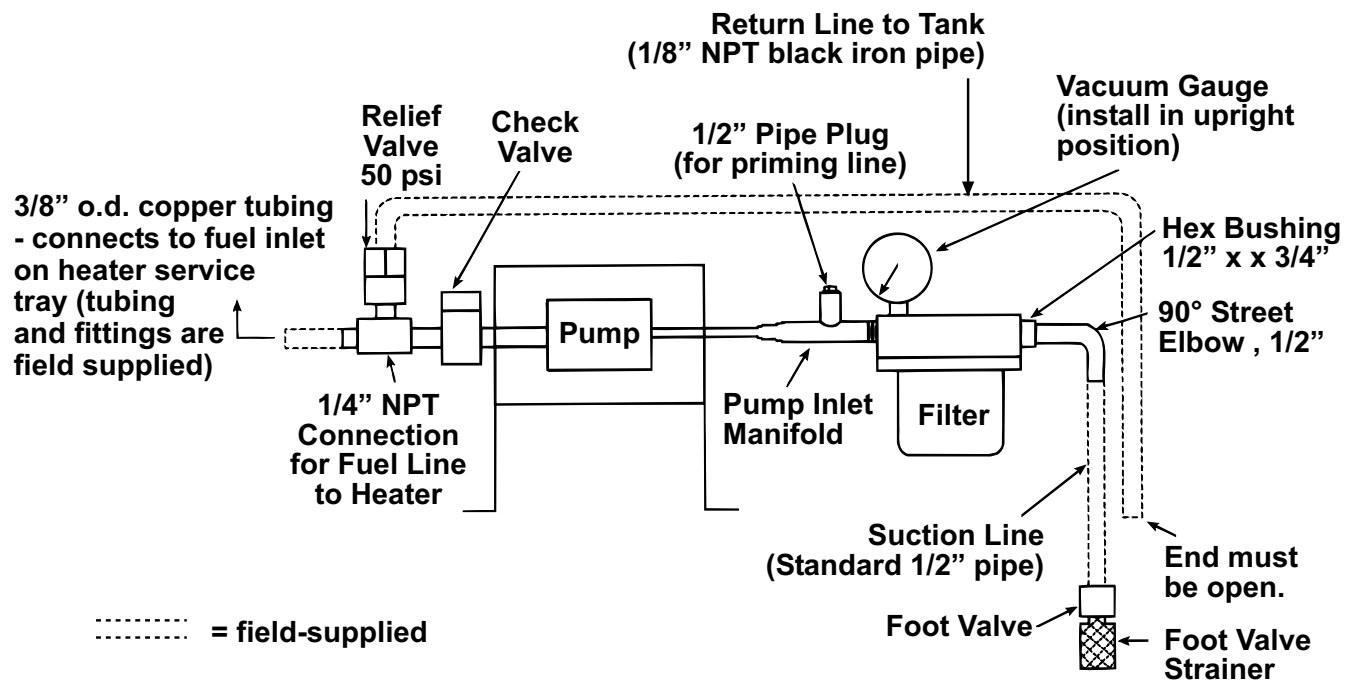 Return Line to Tank
(1/8” NPT black iron pipe)
Vacuum Gauge
(install in upright
position)
Relief
Valve
50 psi
Check
Valve
1/2” Pipe Plug
(for priming line)
3/8” o.d. copper tubing
- connects to fuel inlet
on heater service
tray (tubing
and fittings are
field supplied)
Hex Bushing
1/2” x x 3/4”
90° Street
Elbow , 1/2”
Pump
1/4” NPT
Connection
for Fuel Line
to Heater
Pump Inlet
Manifold
Filter
Suction Line
(Standard 1/2” pipe)
End must
be open.
Foot Valve
Foot Valve
Strainer
= field-supplied